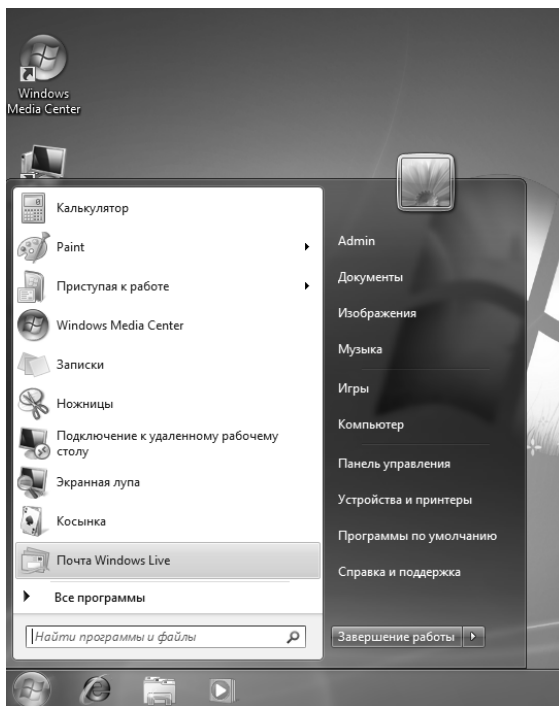 Windows
Media Center
Калькулятор
Paint
Приступая к работе
Windows Media Center
Записки
Ножницы
Подключение к удаленному рабочему
столу
Экранная лупа
Косынка
Почта Windows Live
Все программы
Найти программы и файлы
Admin
Документы
Изображения
Музыка
Игры
Компьютер
Панель управления
Устройства и принтеры
Программы по умолчанию
Справка и поддержка
Завершение работы